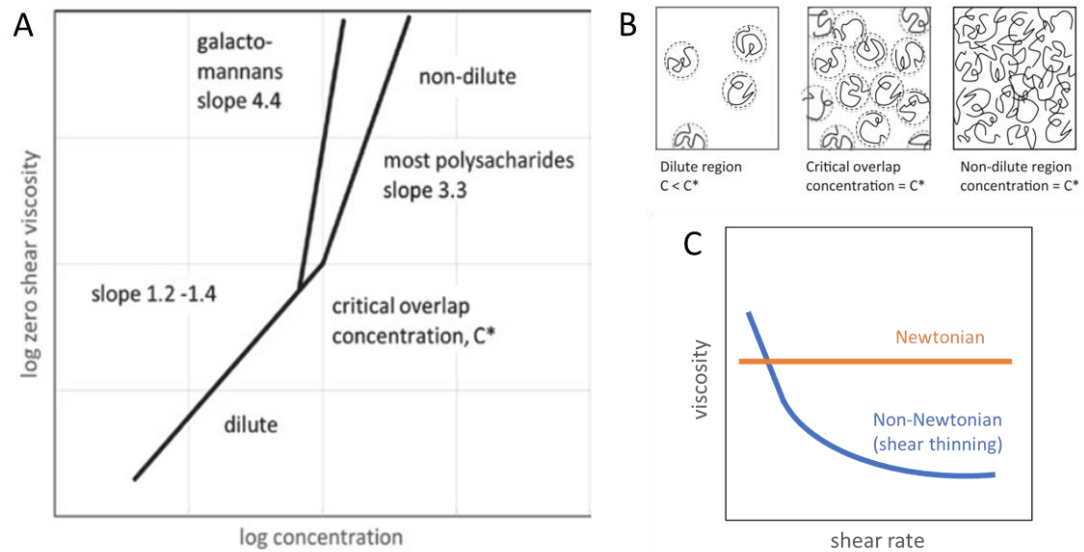 A
galacto-
mannans
slope 4.4
non-dilute
most polysacharides
slope 3.3
slope 1.2 -1.4
critical overlap
concentration, C*
dilute
log zero shear viscosity
log concentration
B
Dilute region
C < C*
Critical overlap
concentration = C*
Non-dilute region
concentration = C*
C
Newtonian
Non-Newtonian
(shear thinning)
viscosity
shear rate